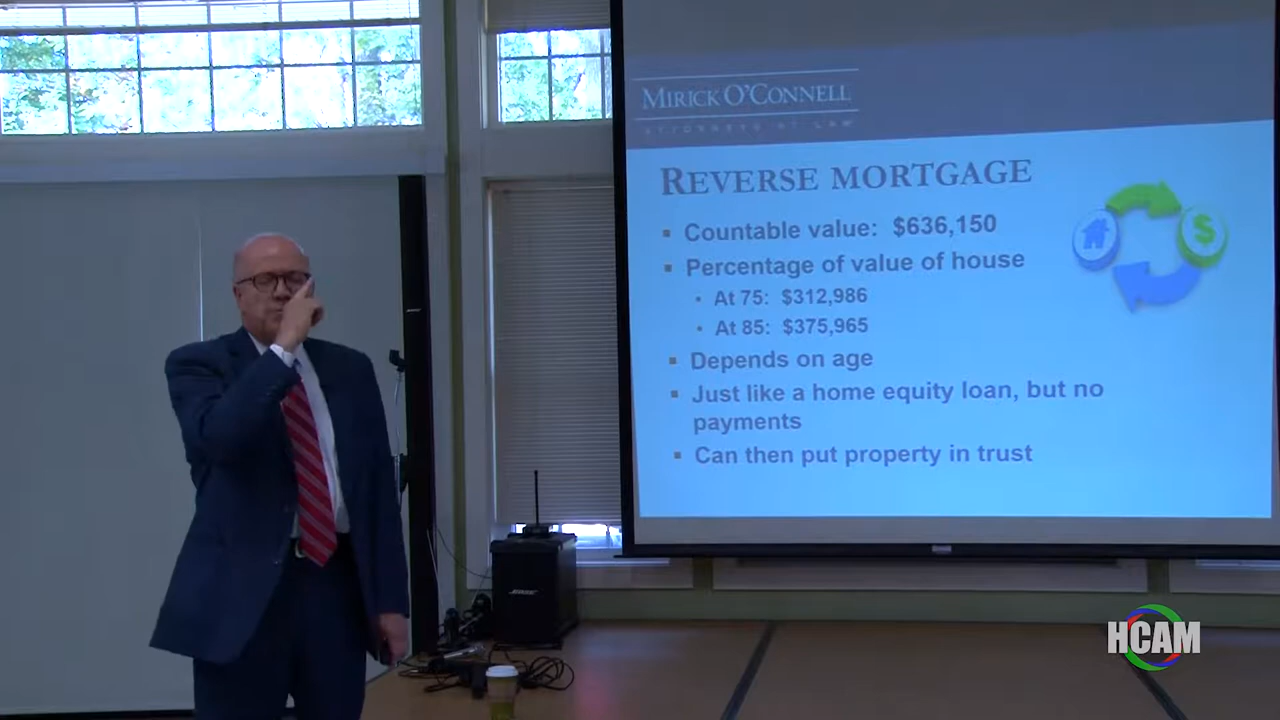 MIRICK O'CONNELL
ATTORNEYS AT LAW
REVERSE MORTGAGE
▪ Countable value: $636,150
▪ Percentage of value of house
• At 75: $312,986
• At 85: $375,965
▪ Depends on age
▪ Just like a home equity loan, but no
payments
▪ Can then put property in trust
BOSE
HCAM